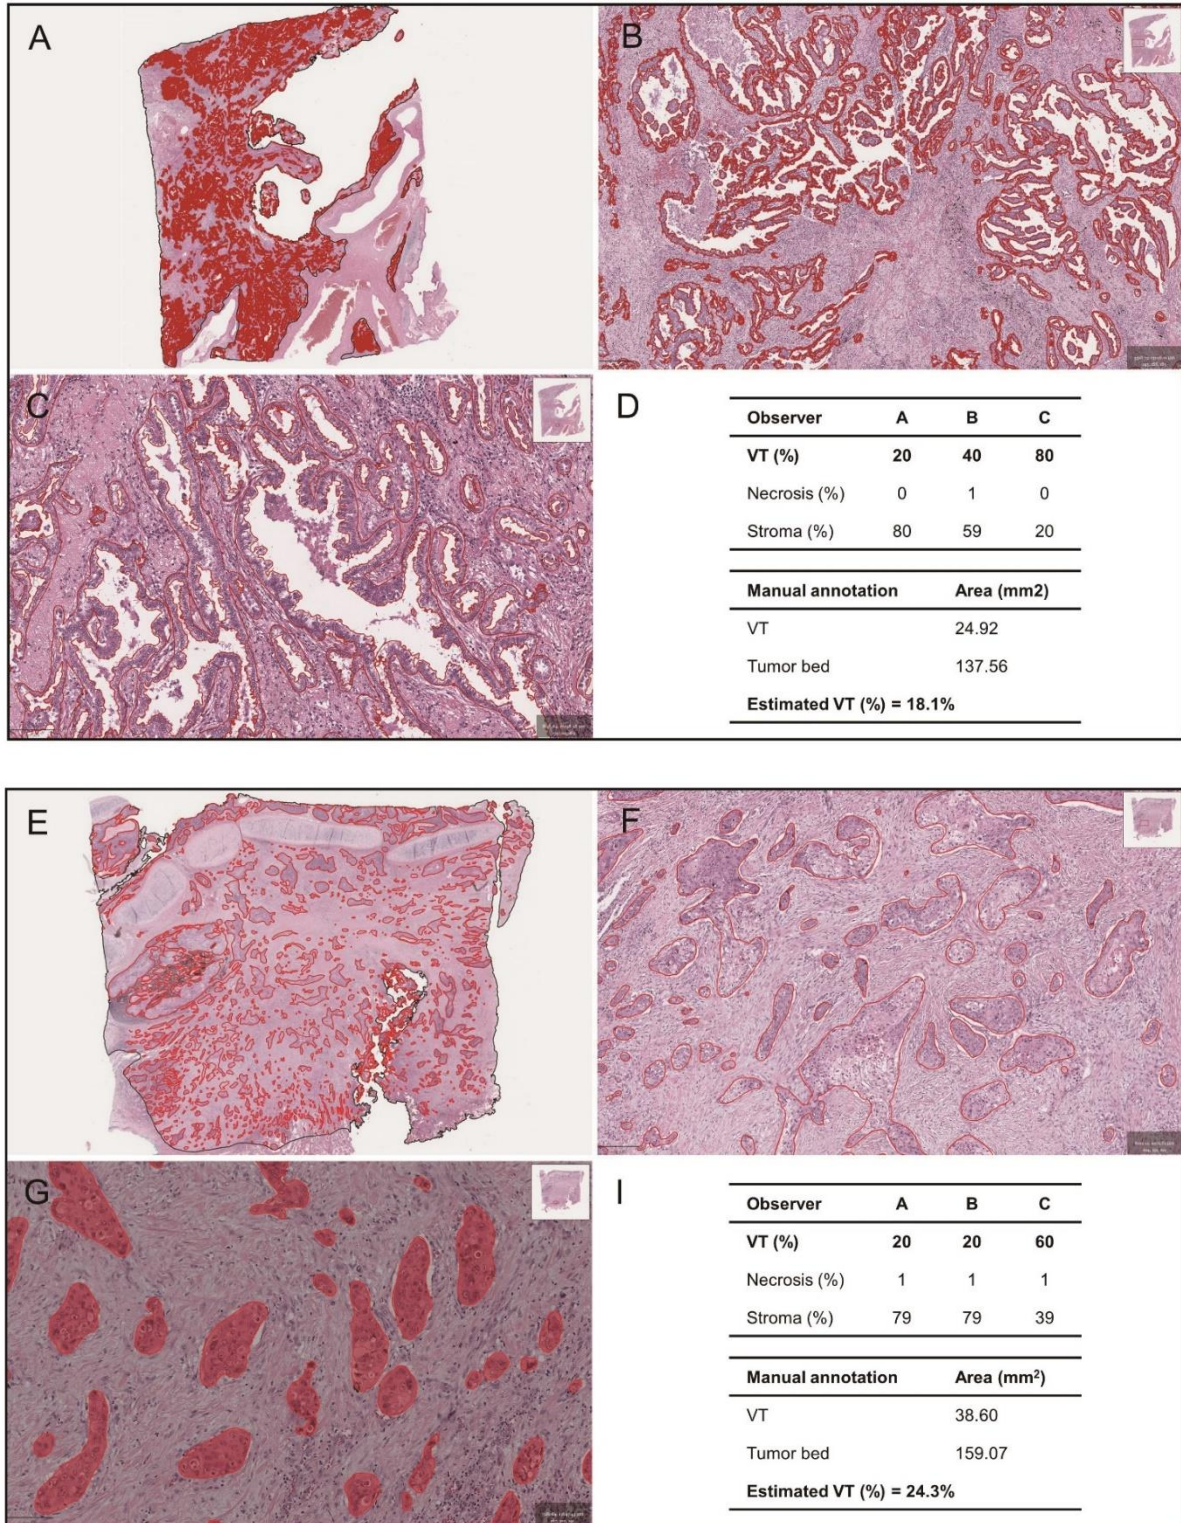 A
B
C
D
Observer A B C
VT (%) 20 40 80
Necrosis (%) 0 1 0
Stroma (%) 80 59 20
Manual annotation Area (mm2)
VT 24.92
Tumor bed 137.56
Estimated VT (%) = 18.1%
E
F
G
I
Observer A B C
VT (%) 20 20 60
Necrosis (%) 1 1 1
Stroma (%) 79 79 39
Manual annotation Area (mm²)
VT 38.60
Tumor bed 159.07
Estimated VT (%) = 24.3%